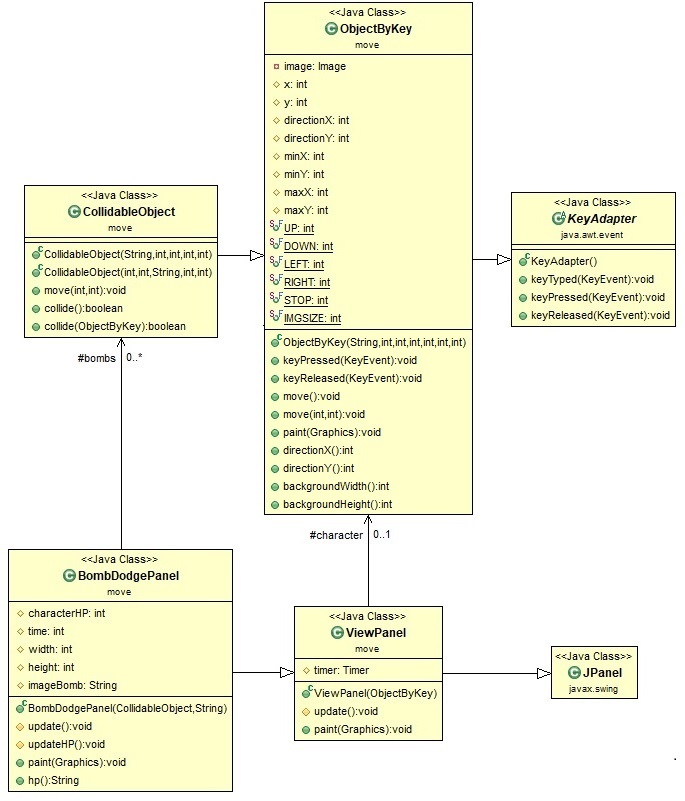 <<Java Class>>
ObjectByKey
move
image: Image
x: int
y: int
directionX: int
directionY: int
minX: int
minY: int
maxX: int
maxY: int
UP: int
DOWN: int
LEFT: int
RIGHT: int
STOP: int
IMGSIZE: int
ObjectByKey(String,int,int,int,int,int,int)
keyPressed(KeyEvent):void
keyReleased(KeyEvent):void
move():void
move(int,int):void
paint(Graphics):void
directionX():int
directionY():int
backgroundWidth():int
backgroundHeight():int
<<Java Class>>
CollidableObject
move
CollidableObject(String,int,int,int,int)
CollidableObject(int,int,String,int,int)
move(int,int):void
collide():boolean
collide(ObjectByKey):boolean
<<Java Class>>
KeyAdapter
java.awt.event
KeyAdapter()
keyTyped(KeyEvent):void
keyPressed(KeyEvent):void
keyReleased(KeyEvent):void
#bombs 0..*
#character 0..1
<<Java Class>>
BombDodgePanel
move
characterHP: int
time: int
width: int
height: int
imageBomb: String
BombDodgePanel(CollidableObject,String)
update():void
updateHP():void
paint(Graphics):void
hp():String
<<Java Class>>
ViewPanel
move
timer: Timer
ViewPanel(ObjectByKey)
update():void
paint(Graphics):void
<<Java Class>>
JPanel
javax.swing